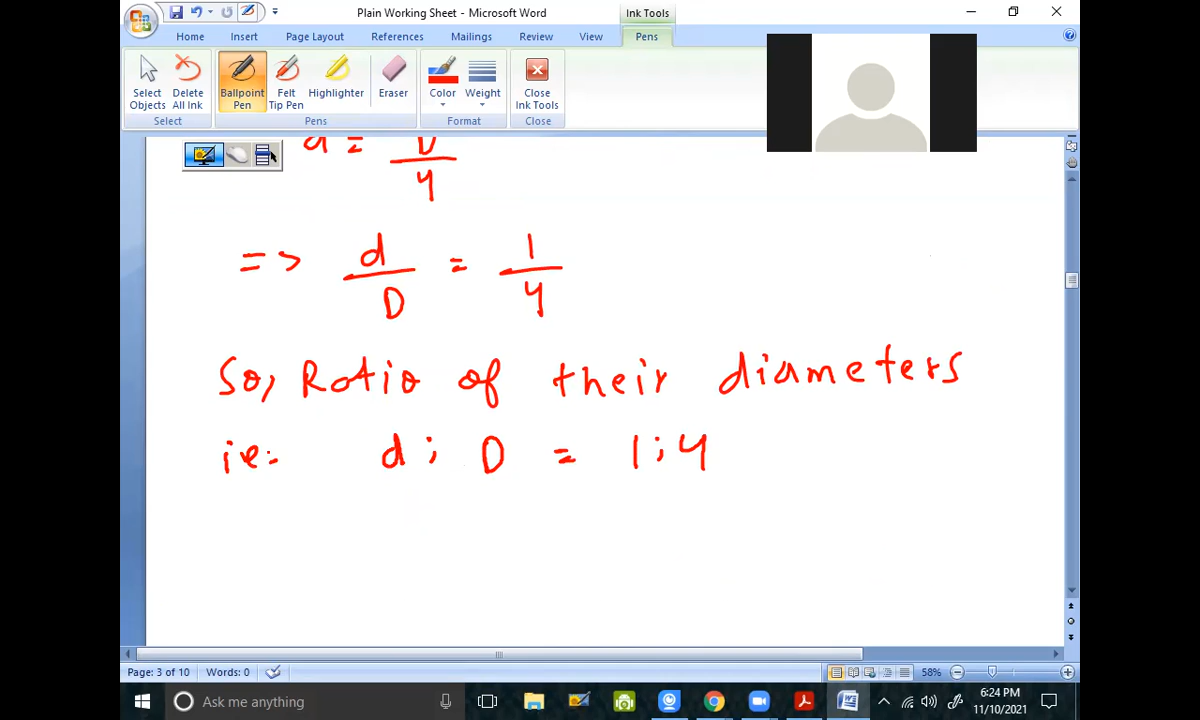 Plain Working Sheet - Microsoft Word
Ink Tools
Home Insert Page Layout References Mailings Review View Pens
Select Objects
Delete All Ink
Ballpoint Pen
Felt Tip Pen
Highlighter
Eraser
Color
Weight
Close Ink Tools
Select Pens Format Close
d = D/4
=> d/D = 1/4
So, Ratio of their diameters
ie: d : D = 1 : 4
Page: 3 of 10 Words: 0 58%
Ask me anything
6:24 PM
11/10/2021